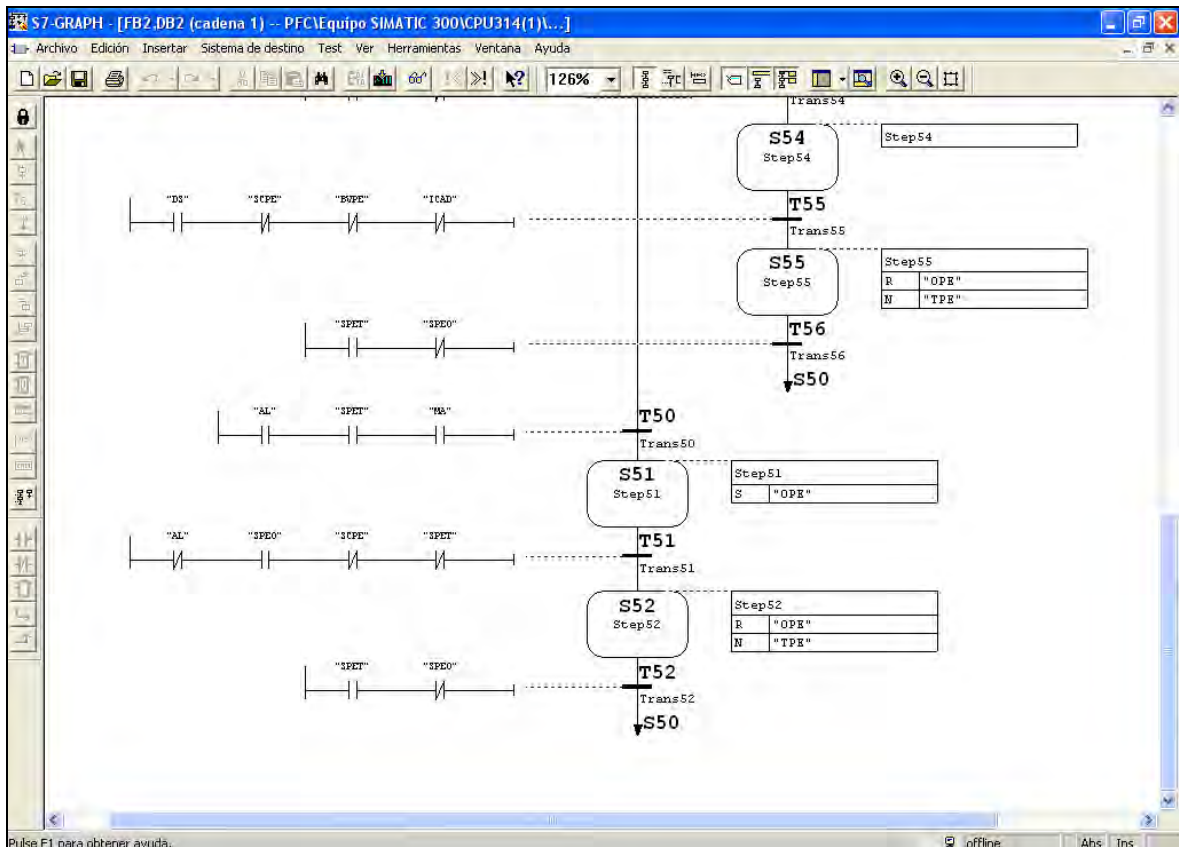 S7-GRAPH - [FB2,DB2 (cadena 1) -- PFC\Equipo SIMATIC 300\CPU314(1)\...]
Archivo Edición Insertar Sistema de destino Test Ver Herramientas Ventana Ayuda
126%
Trans54
S54
Step54
Step54
"DS" "SCPE" "BVPE" "ICAD"
T55
Trans55
S55
Step55
Step55
R "OPE"
N "TPE"
"SPET" "SPEO"
T56
Trans56
S50
"AL" "SPET" "MA"
T50
Trans50
S51
Step51
Step51
S "OPE"
"AL" "SPEO" "SCPE" "SPET"
T51
Trans51
S52
Step52
Step52
R "OPE"
N "TPE"
"SPET" "SPEO"
T52
Trans52
S50
Pulse F1 para obtener ayuda.
offline Abs Ins